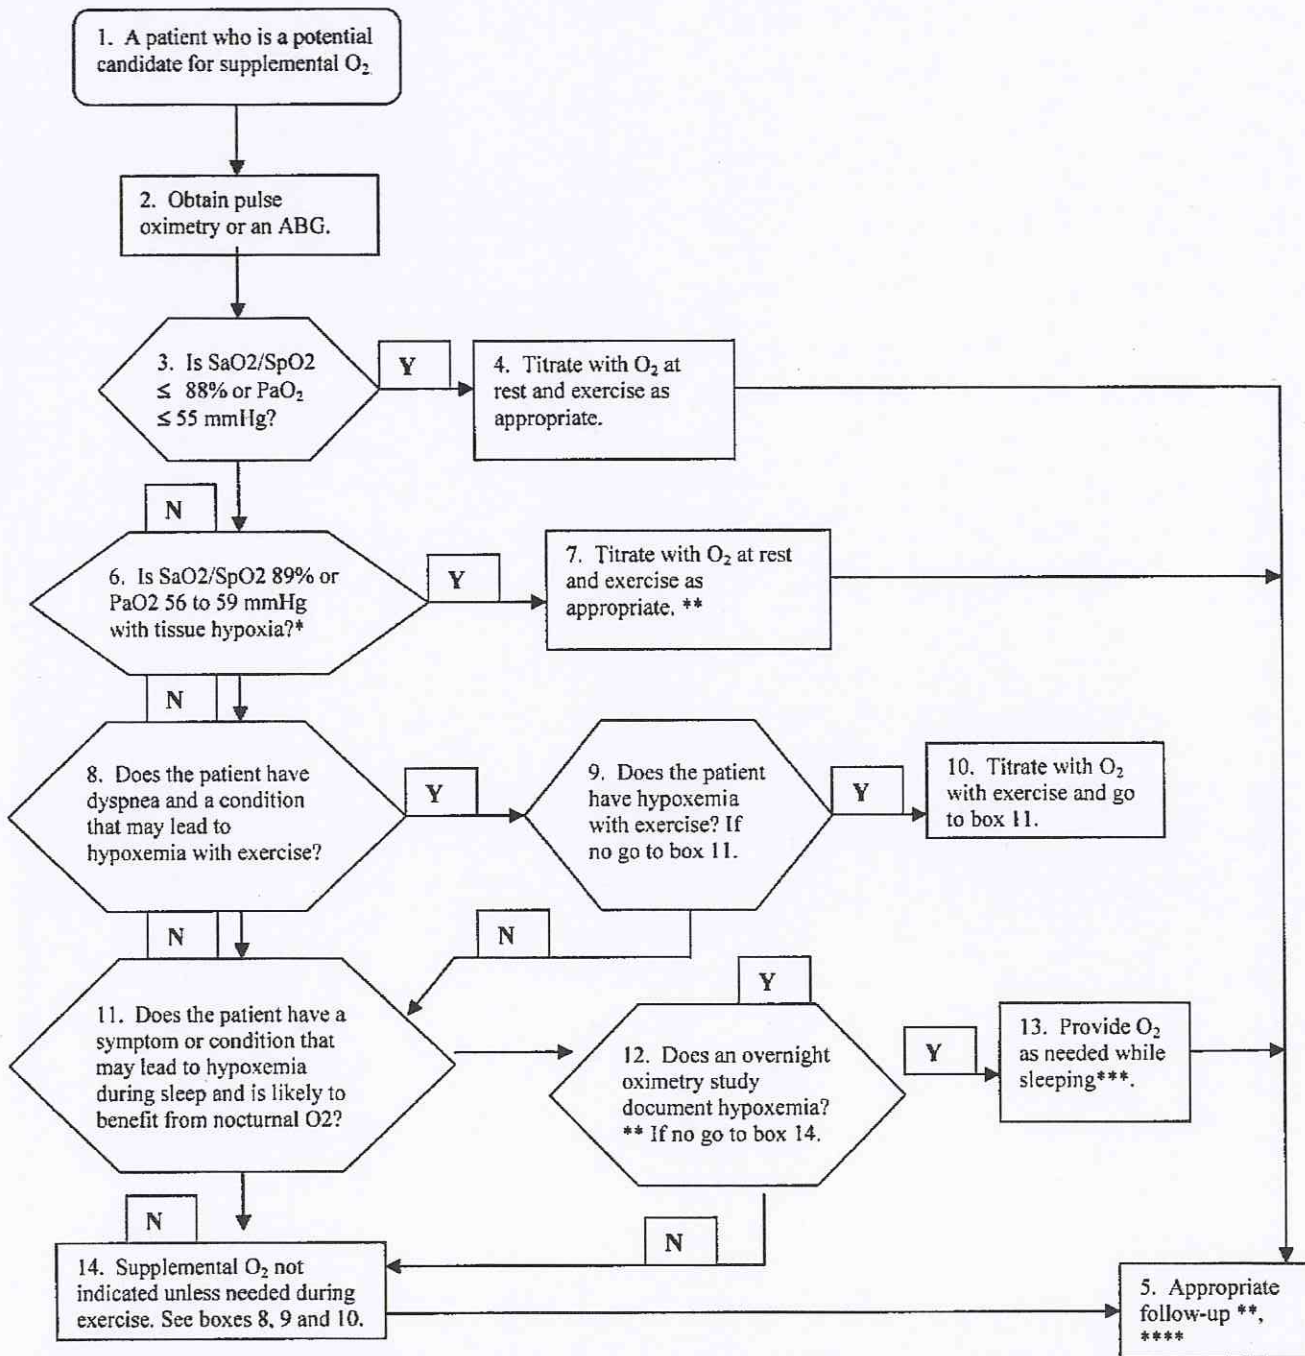 1. A patient who is a potential
candidate for supplemental O₂
2. Obtain pulse
oximetry or an ABG.
3. Is SaO2/SpO2
≤ 88% or PaO₂
≤ 55 mmHg?
Y
4. Titrate with O₂ at
rest and exercise as
appropriate.
N
6. Is SaO2/SpO2 89% or
PaO2 56 to 59 mmHg
with tissue hypoxia?*
Y
7. Titrate with O₂ at rest
and exercise as
appropriate. **
N
8. Does the patient have
dyspnea and a condition
that may lead to
hypoxemia with exercise?
Y
9. Does the patient
have hypoxemia
with exercise? If
no go to box 11.
Y
10. Titrate with O₂
with exercise and go
to box 11.
N
N
11. Does the patient have a
symptom or condition that
may lead to hypoxemia
during sleep and is likely to
benefit from nocturnal O2?
Y
12. Does an overnight
oximetry study
document hypoxemia?
** If no go to box 14.
Y
13. Provide O₂
as needed while
sleeping***.
N
N
14. Supplemental O₂ not
indicated unless needed during
exercise. See boxes 8, 9 and 10.
5. Appropriate
follow-up **,
****